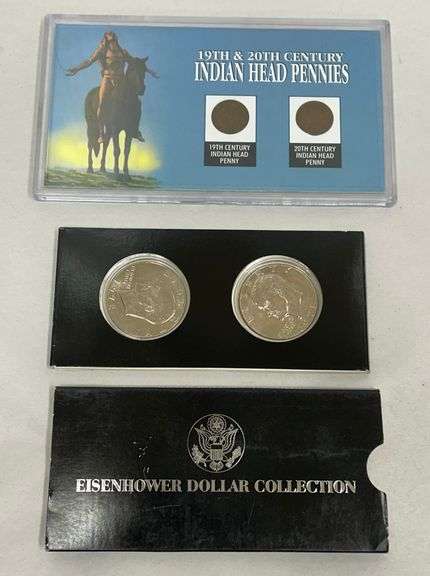 19TH & 20TH CENTURY
INDIAN HEAD PENNIES
19TH CENTURY
INDIAN HEAD
PENNY
20TH CENTURY
INDIAN HEAD
PENNY
EISENHOWER DOLLAR COLLECTION